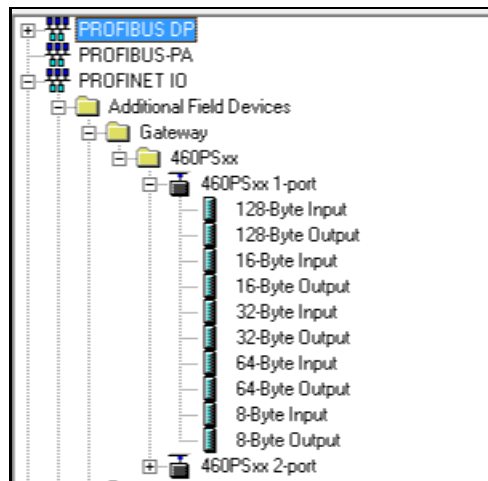 PROFIBUS DP
PROFIBUS-PA
PROFINET IO
Additional Field Devices
Gateway
460PSxx
460PSxx 1-port
128-Byte Input
128-Byte Output
16-Byte Input
16-Byte Output
32-Byte Input
32-Byte Output
64-Byte Input
64-Byte Output
8-Byte Input
8-Byte Output
460PSxx 2-port